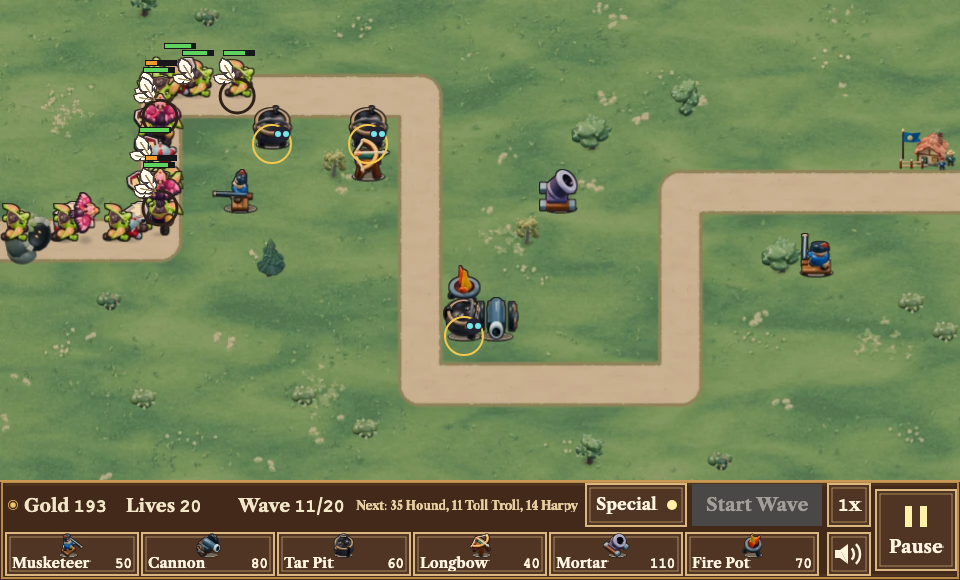 Gold 193 Lives 20 Wave 11/20 Next: 35 Hound, 11 Toll Troll, 14 Harpy Special Start Wave 1x
Pause
Musketeer 50 Cannon 80 Tar Pit 60 Longbow 40 Mortar 110 Fire Pot 70